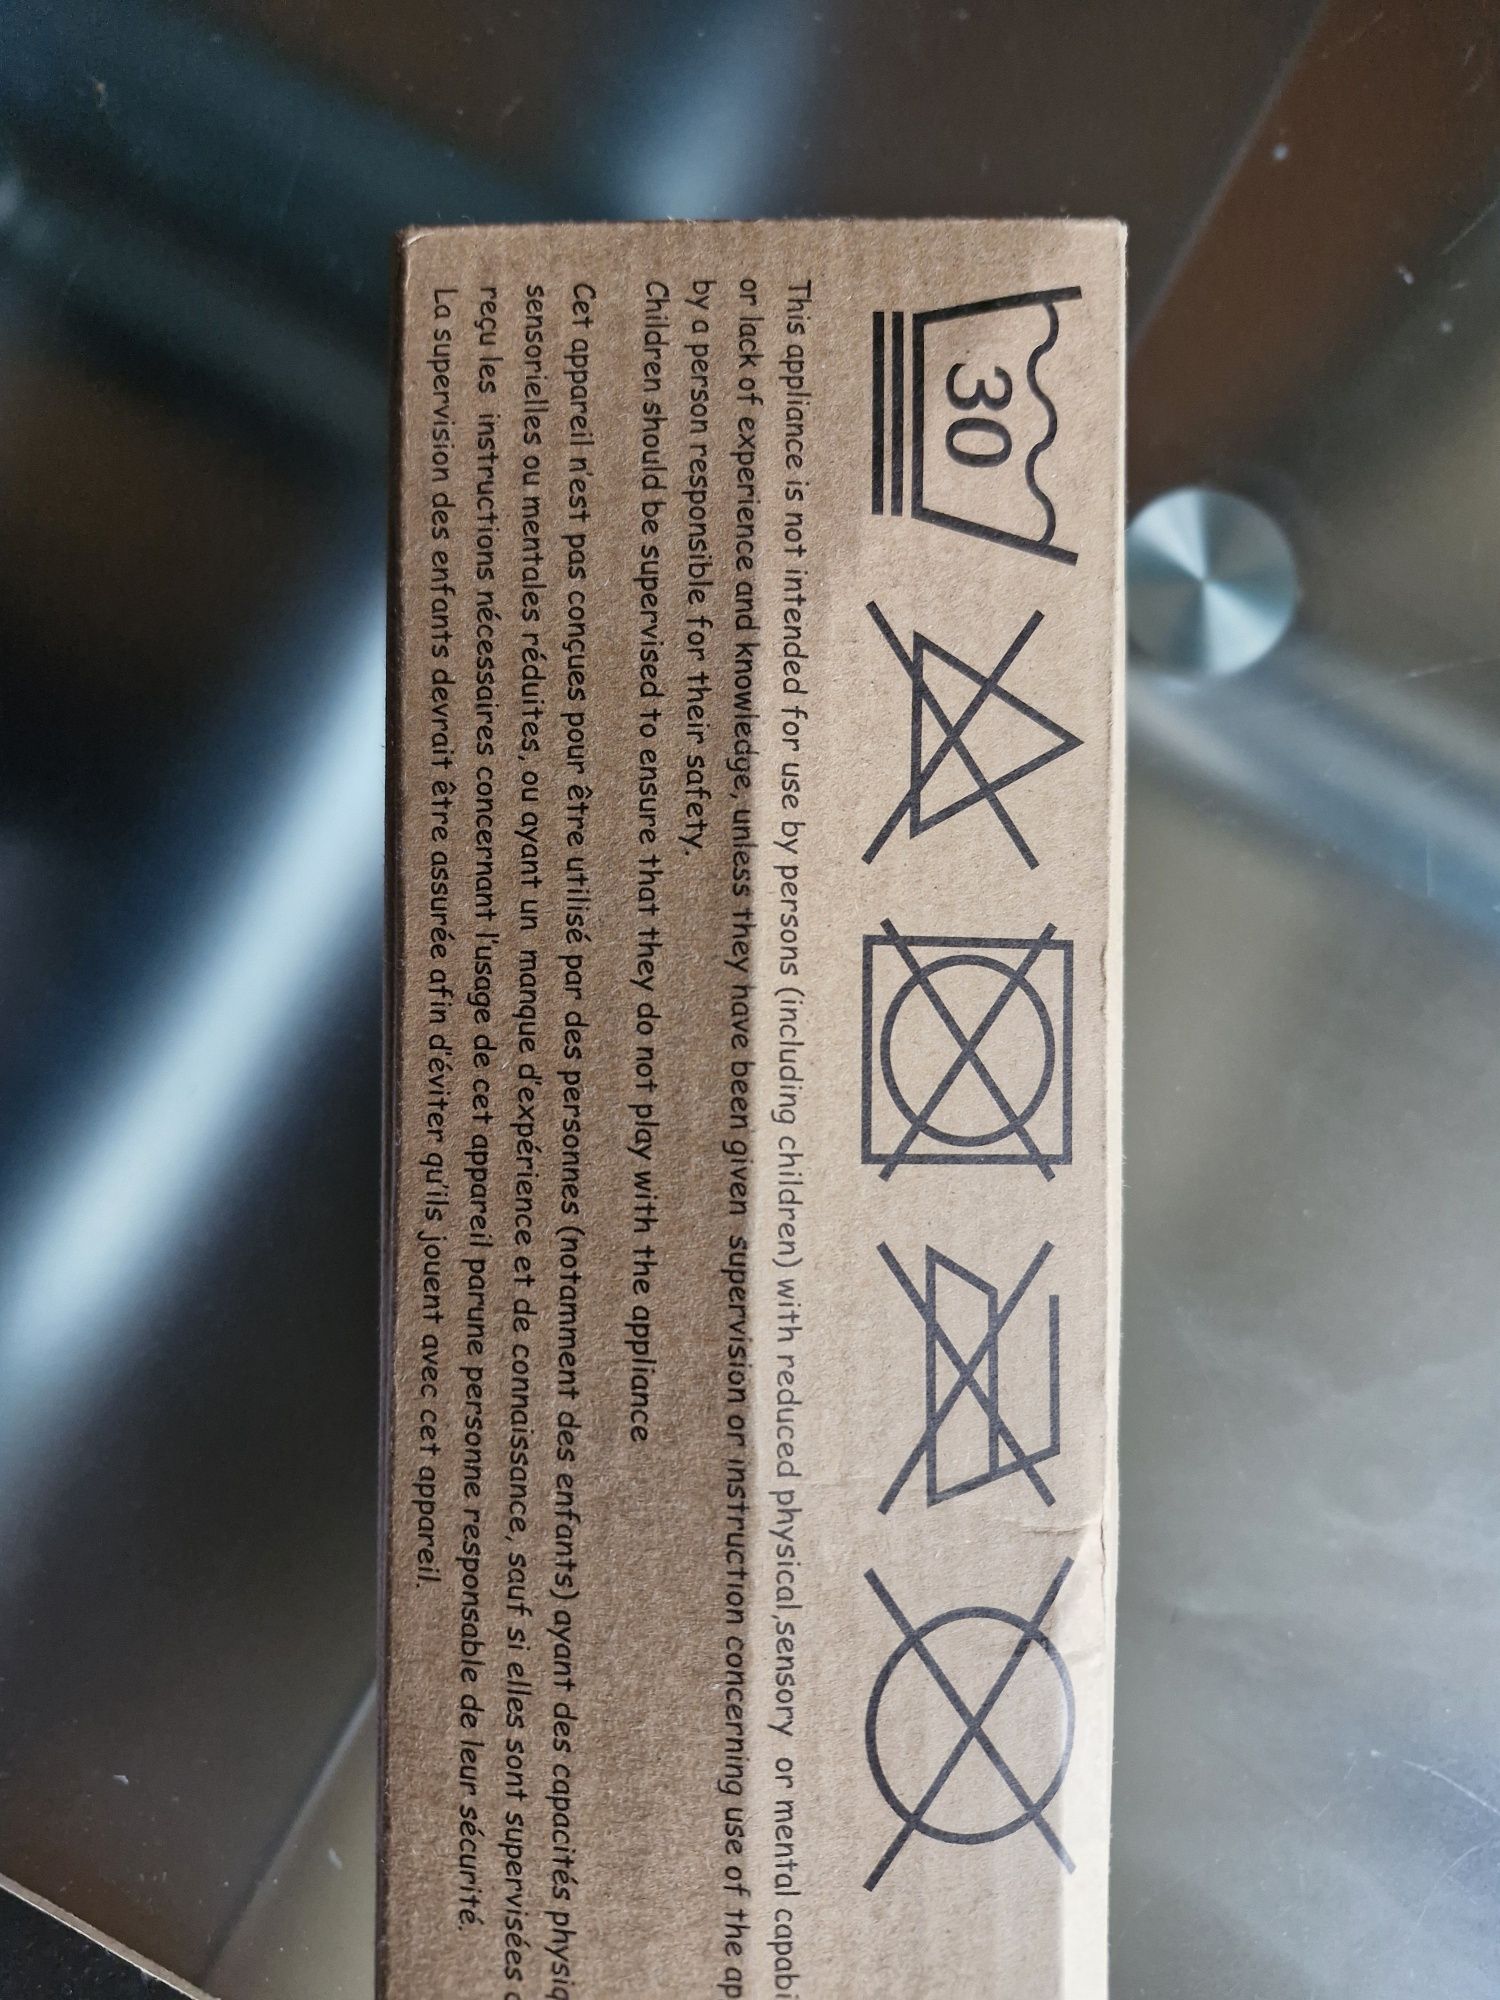 30
This appliance is not intended for use by persons (including children) with reduced physical,sensory or mental capabi
or lack of experience and knowledge, unless they have been given supervision or instruction concerning use of the ap
by a person responsible for their safety.
Children should be supervised to ensure that they do not play with the appliance
Cet appareil n'est pas conçues pour être utilisé par des personnes (notamment des enfants) ayant des capacités physiq
sensorielles ou mentales réduites, ou ayant un manque d'expérience et de connaissance, sauf si elles sont supervisées
reçu les instructions nécessaires concernant l'usage de cet appareil parune personne responsable de leur sécurité.
La supervision des enfants devrait être assurée afin d'éviter qu'ils jouent avec cet appareil.